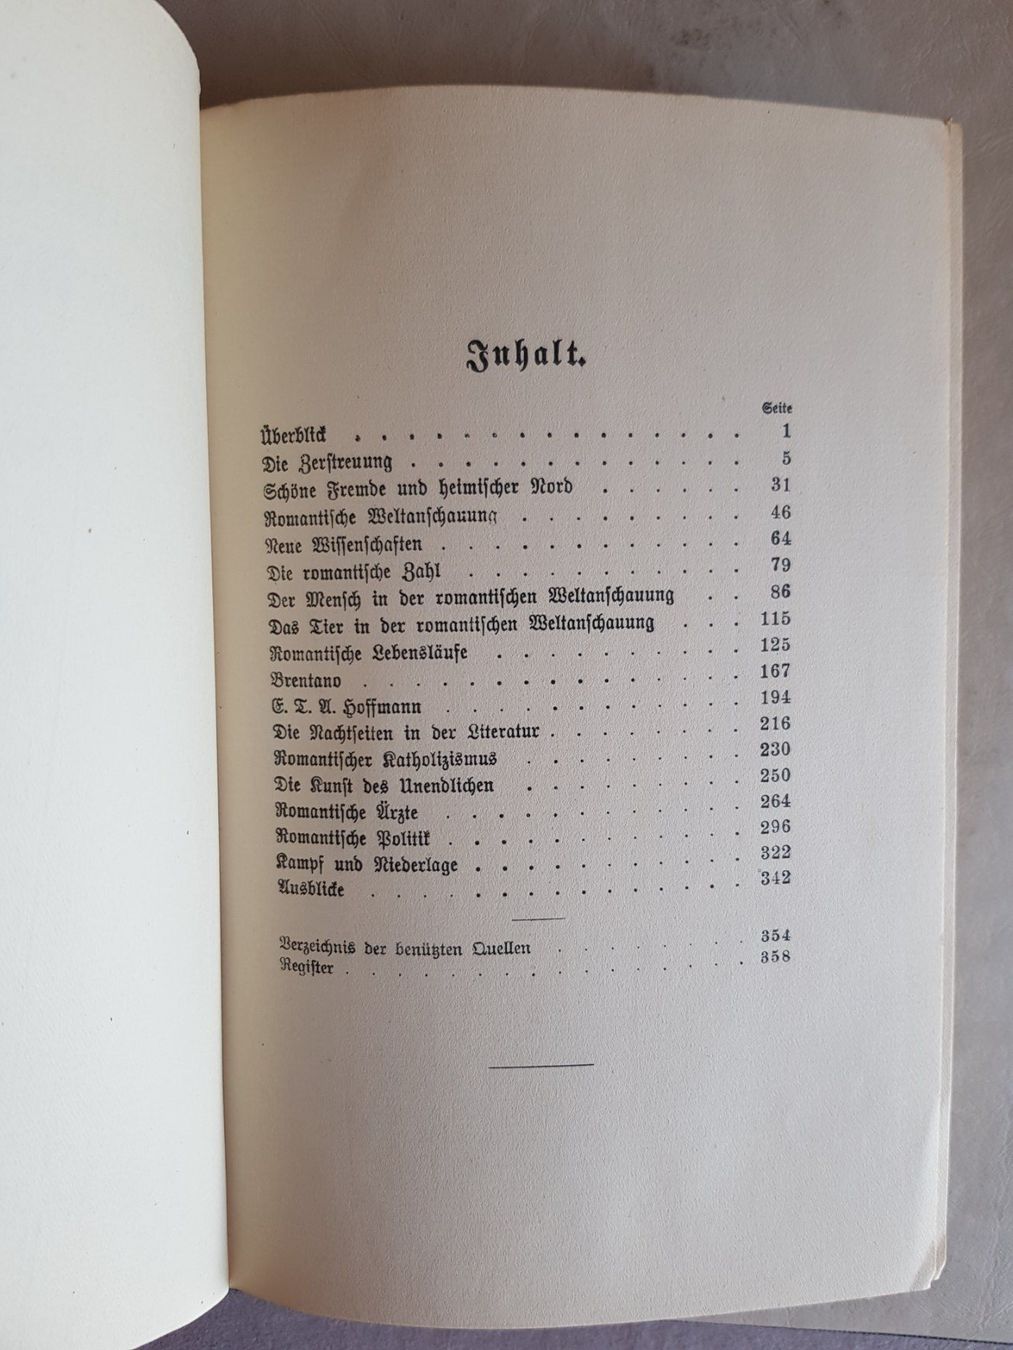 Inhalt.
Seite
Überblick . . . . . . . . . . . . . . . 1
Die Zerstreuung . . . . . . . . . . . . . 5
Schöne Fremde und heimischer Nord . . . . . . 31
Romantische Weltanschauung . . . . . . . . . 46
Neue Wissenschaften . . . . . . . . . . . . 64
Die romantische Zahl . . . . . . . . . . . 79
Der Mensch in der romantischen Weltanschauung . . 86
Das Tier in der romantischen Weltanschauung . . . 115
Romantische Lebensläufe . . . . . . . . . . 125
Brentano . . . . . . . . . . . . . . . 167
E. T. A. Hoffmann . . . . . . . . . . . . 194
Die Nachtseiten in der Literatur . . . . . . . . 216
Romantischer Katholizismus . . . . . . . . . 230
Die Kunst des Unendlichen . . . . . . . . . 250
Romantische Ärzte . . . . . . . . . . . . 264
Romantische Politik . . . . . . . . . . . . 296
Kampf und Niederlage . . . . . . . . . . . 322
Ausblicke . . . . . . . . . . . . . . . 342
Verzeichnis der benützten Quellen . . . . . . . 354
Register . . . . . . . . . . . . . . . . 358